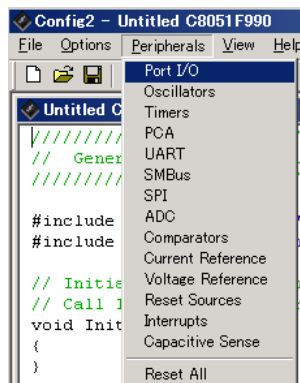 Config2 - Untitled C8051F990
File Options Peripherals View Help
Untitled C
Port I/O
Oscillators
Timers
PCA
UART
SMBus
SPI
ADC
Comparators
Current Reference
Voltage Reference
Reset Sources
Interrupts
Capacitive Sense
Reset All
/////////
// Gener
/////////
#include
#include
// Initia
// Call I
void Init
{
}